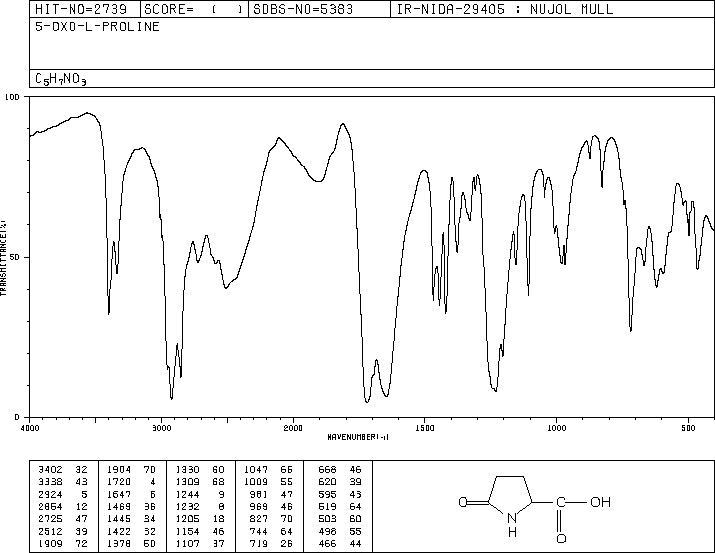 HIT-NO=2739 SCORE= ( ) SDBS-NO=5383 IR-NIDA-29405 : NUJOL MULL
5-OXO-L-PROLINE
C5H7NO3
100
50
0
TRANSMITTANCE(%)
4000 3000 2000 1500 1000 500
WAVENUMBER(-1)
3402 32 1904 70 1330 60 1047 66 668 46
3338 43 1720 4 1309 68 1009 55 620 39
2924 5 1647 6 1244 9 981 47 595 43
2854 12 1469 36 1232 8 969 46 519 64
2725 47 1445 34 1205 18 827 70 503 60
2512 39 1422 32 1154 46 744 64 498 55
1909 72 1378 50 1107 37 719 26 466 44
O N H C OH O